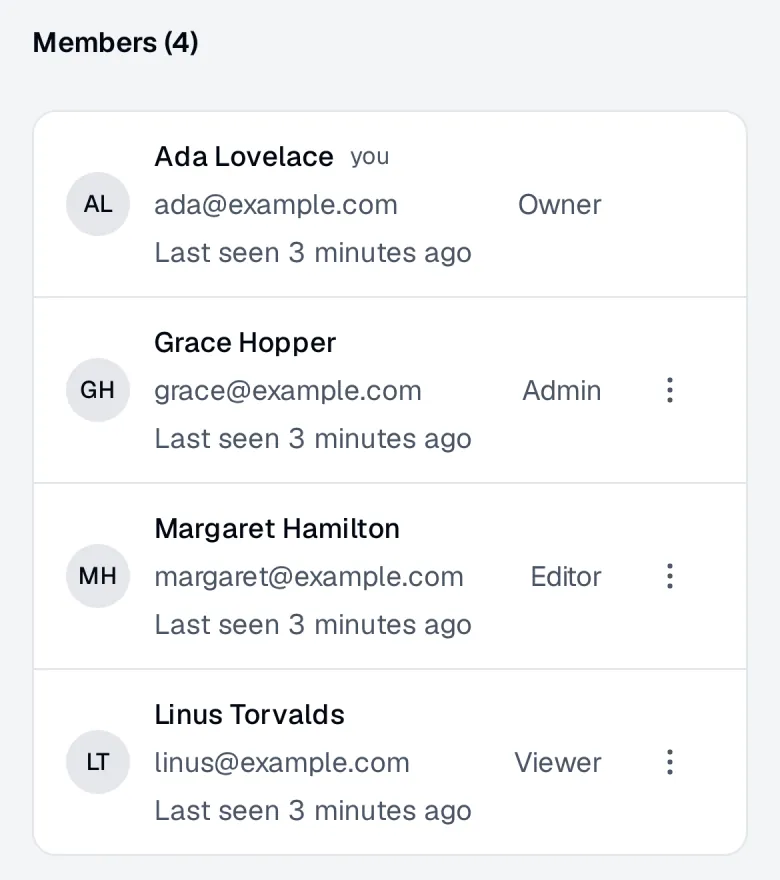 Members (4)
Ada Lovelace you
AL ada@example.com Owner
Last seen 3 minutes ago
Grace Hopper
GH grace@example.com Admin
Last seen 3 minutes ago
Margaret Hamilton
MH margaret@example.com Editor
Last seen 3 minutes ago
Linus Torvalds
LT linus@example.com Viewer
Last seen 3 minutes ago